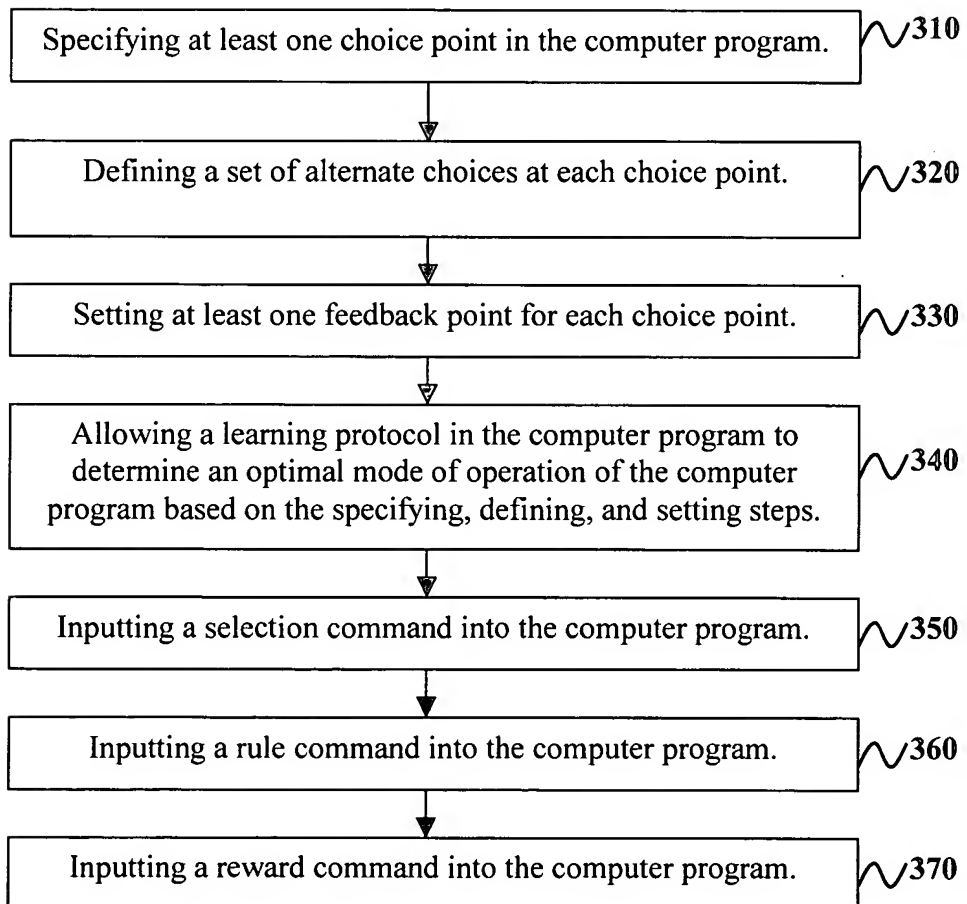 Specifying at least one choice point in the computer program.
310
Defining a set of alternate choices at each choice point.
320
Setting at least one feedback point for each choice point.
330
Allowing a learning protocol in the computer program to
determine an optimal mode of operation of the computer
program based on the specifying, defining, and setting steps.
340
Inputting a selection command into the computer program.
350
Inputting a rule command into the computer program.
360
Inputting a reward command into the computer program.
370